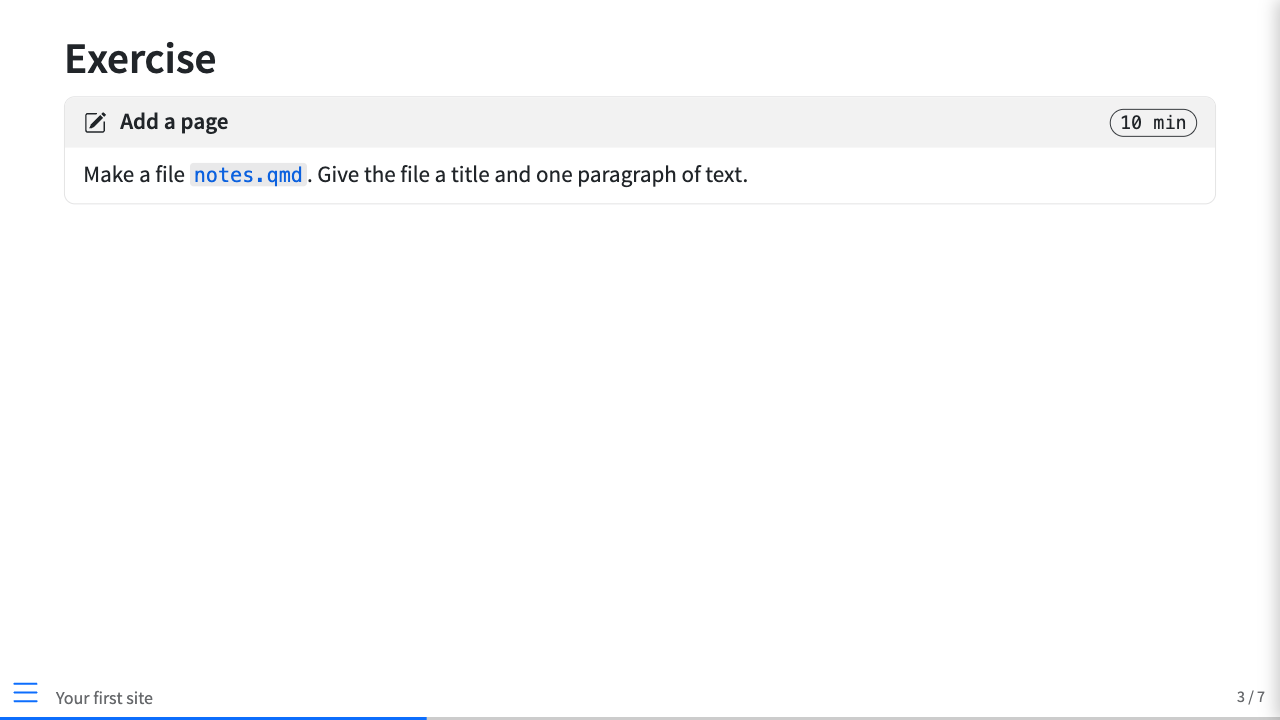 Exercise
Add a page
10 min
Make a file notes.qmd. Give the file a title and one paragraph of text.
Your first site
3 / 7